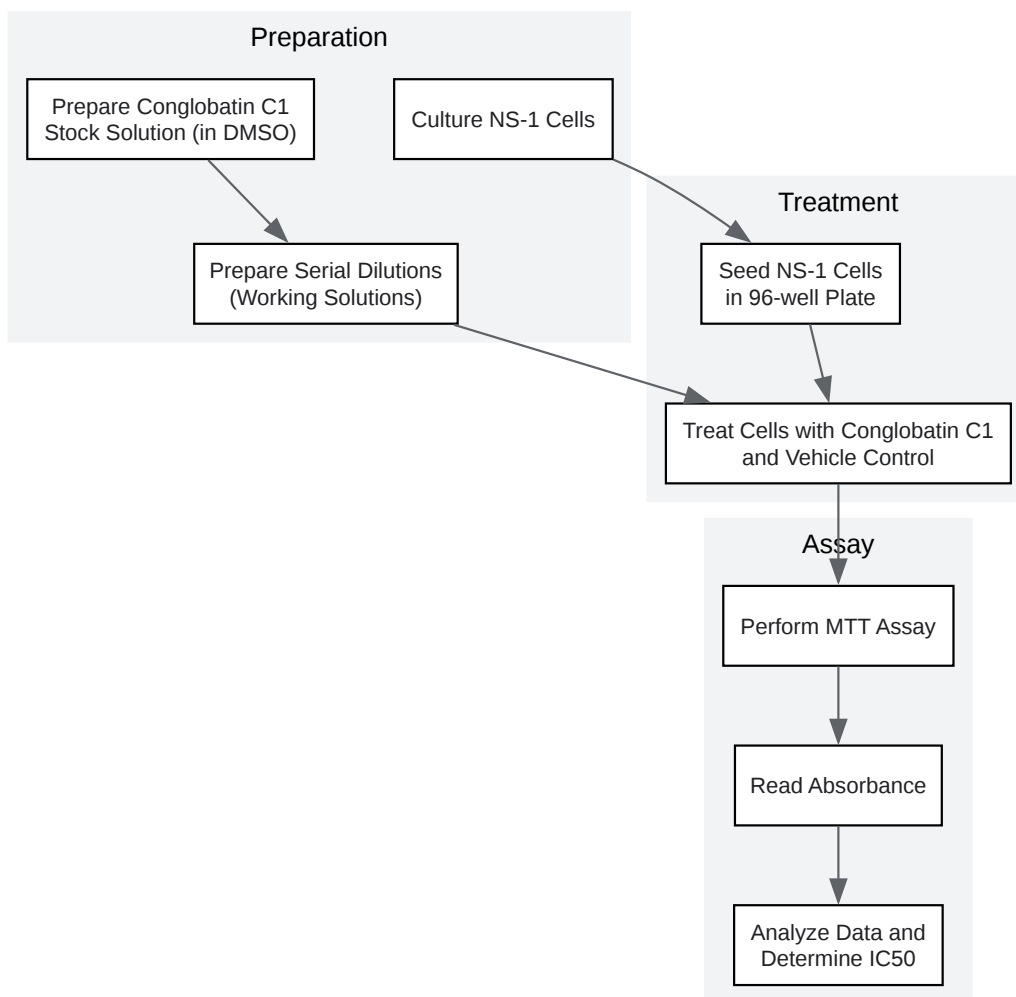 Preparation
Prepare Conglobatin C1
Stock Solution (in DMSO)
Culture NS-1 Cells
Prepare Serial Dilutions
(Working Solutions)
Treatment
Seed NS-1 Cells
in 96-well Plate
Treat Cells with Conglobatin C1
and Vehicle Control
Assay
Perform MTT Assay
Read Absorbance
Analyze Data and
Determine IC50